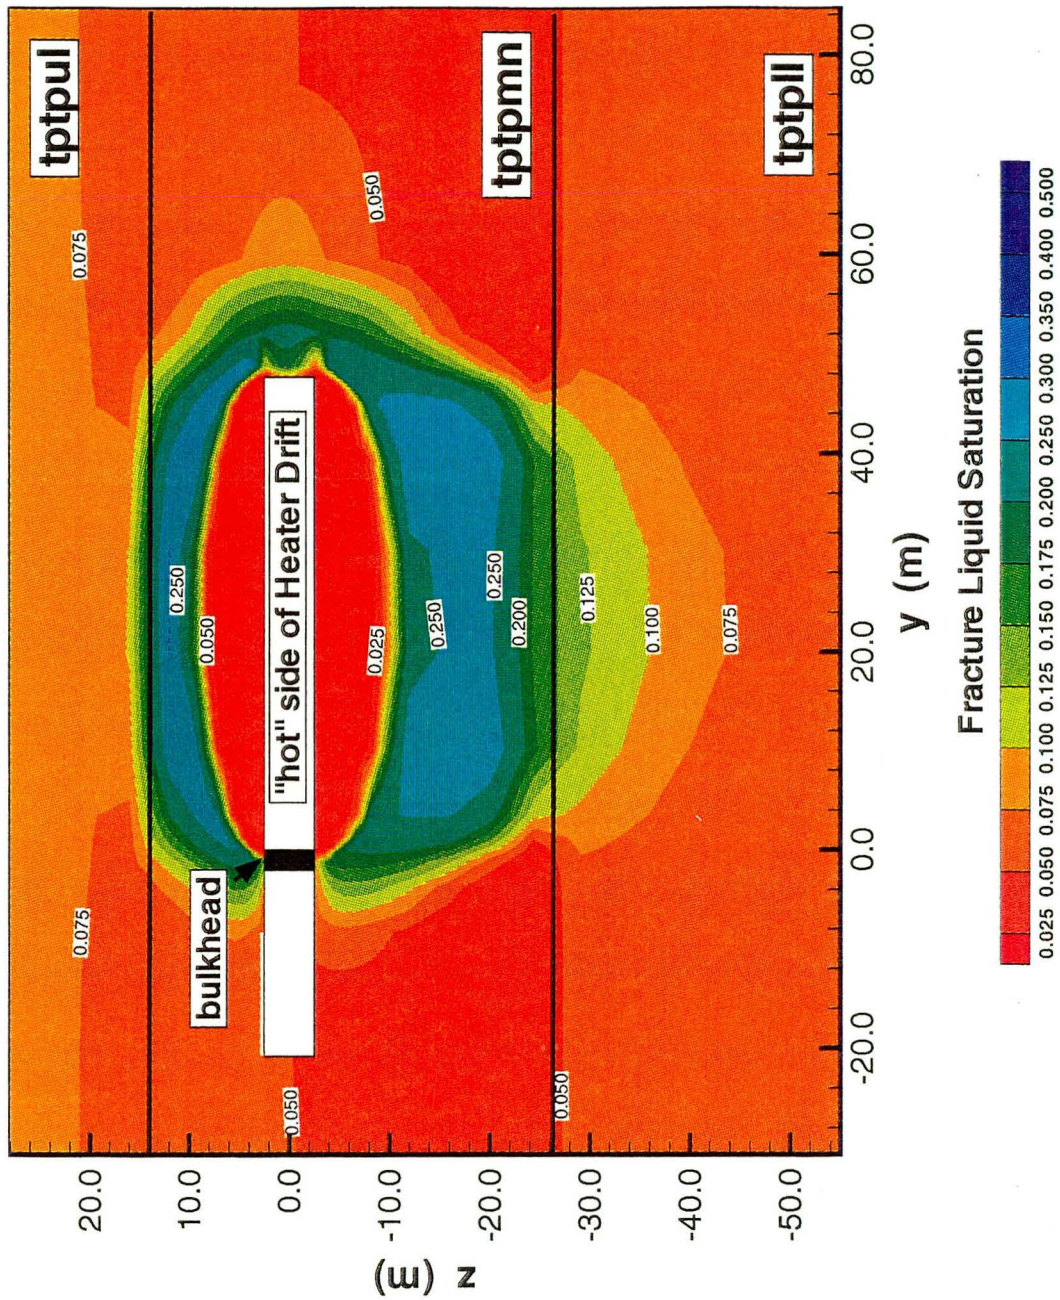 tptpul
0.075
0.075
20.0
0.250
10.0
bulkhead
0.050
0.0
0.050
"hot" side of Heater Drift
0.025
0.050
-10.0
z (m)
0.250
-20.0
0.250
tptpmn
0.200
0.050
0.125
-30.0
0.100
-40.0
0.075
-50.0
tptpll
-20.0 0.0 20.0 40.0 60.0 80.0
y (m)
Fracture Liquid Saturation
0.025 0.050 0.075 0.100 0.125 0.150 0.175 0.200 0.250 0.300 0.350 0.400 0.500